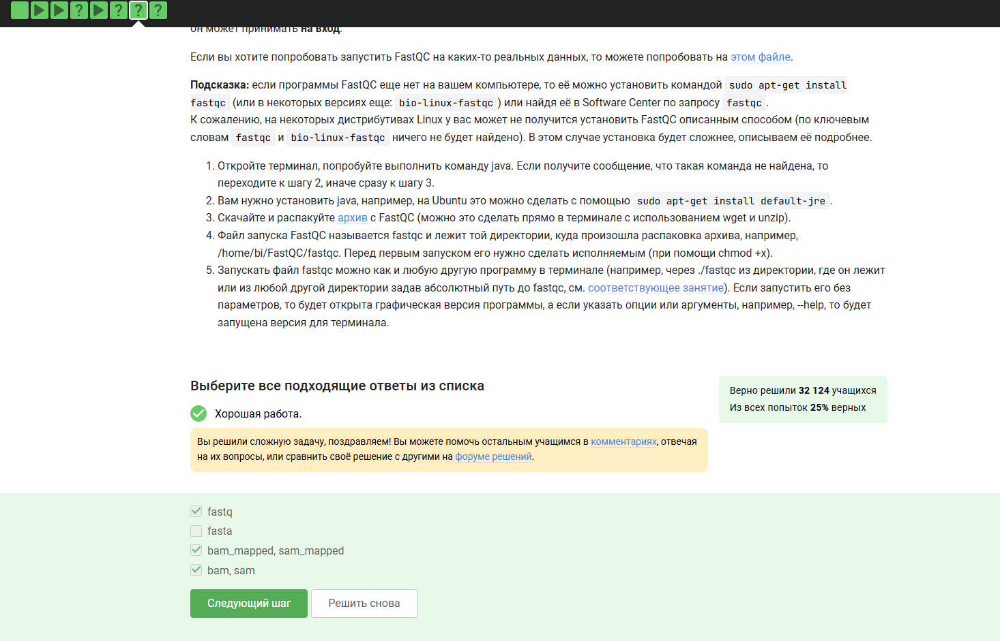 он может принимать на вход.
Если вы хотите попробовать запустить FastQC на каких-то реальных данных, то можете попробовать на этом файле.
Подсказка: если программы FastQC еще нет на вашем компьютере, то её можно установить командой sudo apt-get install
fastqc (или в некоторых версиях еще: bio-linux-fastqc ) или найдя её в Software Center по запросу fastqc .
К сожалению, на некоторых дистрибутивах Linux у вас может не получится установить FastQC описанным способом (по ключевым
словам fastqc и bio-linux-fastqc ничего не будет найдено). В этом случае установка будет сложнее, описываем её подробнее.
1. Откройте терминал, попробуйте выполнить команду java. Если получите сообщение, что такая команда не найдена, то
переходите к шагу 2, иначе сразу к шагу 3.
2. Вам нужно установить java, например, на Ubuntu это можно сделать с помощью sudo apt-get install default-jre .
3. Скачайте и распакуйте архив с FastQC (можно это сделать прямо в терминале с использованием wget и unzip).
4. Файл запуска FastQC называется fastqc и лежит той директории, куда произошла распаковка архива, например,
/home/bi/FastQC/fastqc. Перед первым запуском его нужно сделать исполняемым (при помощи chmod +x).
5. Запускать файл fastqc можно как и любую другую программу в терминале (например, через ./fastqc из директории, где он лежит
или из любой другой директории задав абсолютный путь до fastqc, см. соответствующее занятие). Если запустить его без
параметров, то будет открыта графическая версия программы, а если указать опции или аргументы, например, --help, то будет
запущена версия для терминала.
Выберите все подходящие ответы из списка
Верно решили 32 124 учащихся
Из всех попыток 25% верных
Хорошая работа.
Вы решили сложную задачу, поздравляем! Вы можете помочь остальным учащимся в комментариях, отвечая
на их вопросы, или сравнить своё решение с другими на форуме решений.
fastq
fasta
bam_mapped, sam_mapped
bam, sam
Следующий шаг
Решить снова